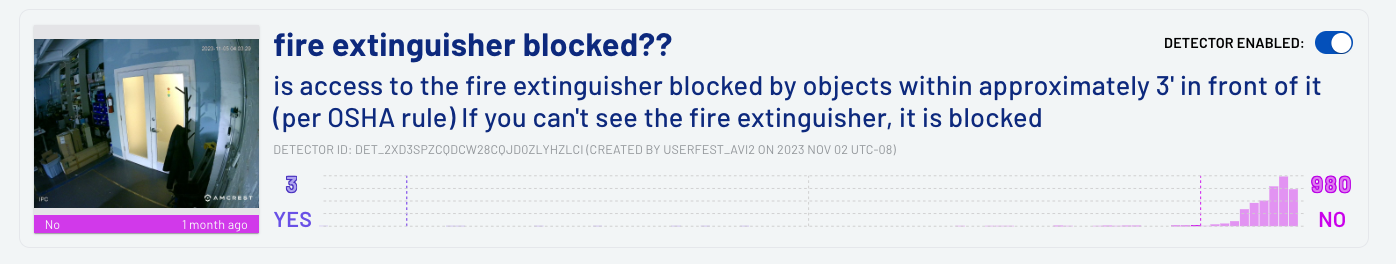 2023-11-05 04:00:29
IPC
AMCREST
No 1 month ago
fire extinguisher blocked??
DETECTOR ENABLED:
is access to the fire extinguisher blocked by objects within approximately 3' in front of it
(per OSHA rule) If you can't see the fire extinguisher, it is blocked
DETECTOR ID: DET_2XD3SPZCQDCW28CQJD0ZLYHZLCI (CREATED BY USERFEST_AVI2 ON 2023 NOV 02 UTC-08)
3
YES
980
NO